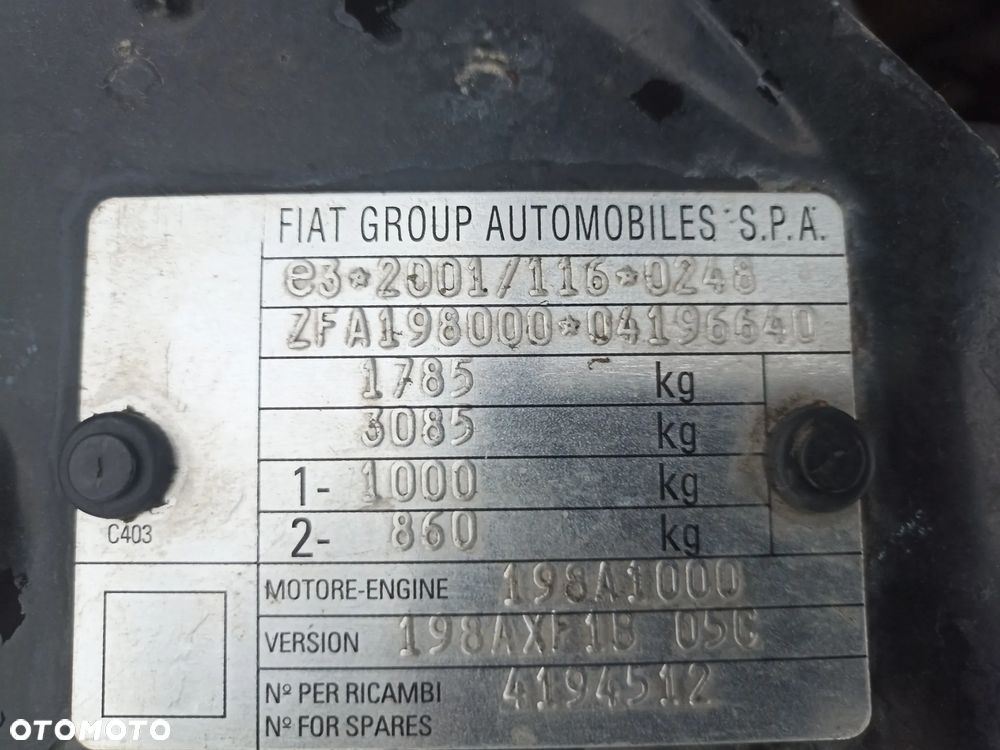 FIAT GROUP AUTOMOBILES S.P.A.
e3*2001/116*0248
ZFA198000*04196640
1785 kg
3085 kg
1- 1000 kg
2- 860 kg
C403
MOTORE-ENGINE 198A1000
VERSION 198AXF1B 05C
Nº PER RICAMBI 4194512
Nº FOR SPARES
OTOMOTO